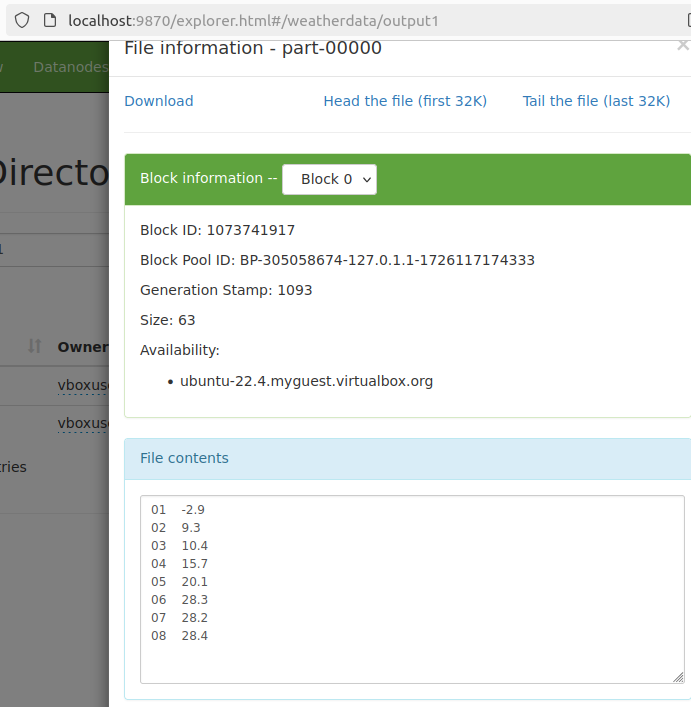 localhost:9870/explorer.html#/weatherdata/output1
File information - part-00000
Datanodes
Download Head the file (first 32K) Tail the file (last 32K)
Directo
Block information -- Block 0
1
Block ID: 1073741917
Block Pool ID: BP-305058674-127.0.1.1-1726117174333
Generation Stamp: 1093
Size: 63
Owner
Availability:
vboxus
• ubuntu-22.4.myguest.virtualbox.org
vboxus
tries
File contents
01 -2.9
02 9.3
03 10.4
04 15.7
05 20.1
06 28.3
07 28.2
08 28.4